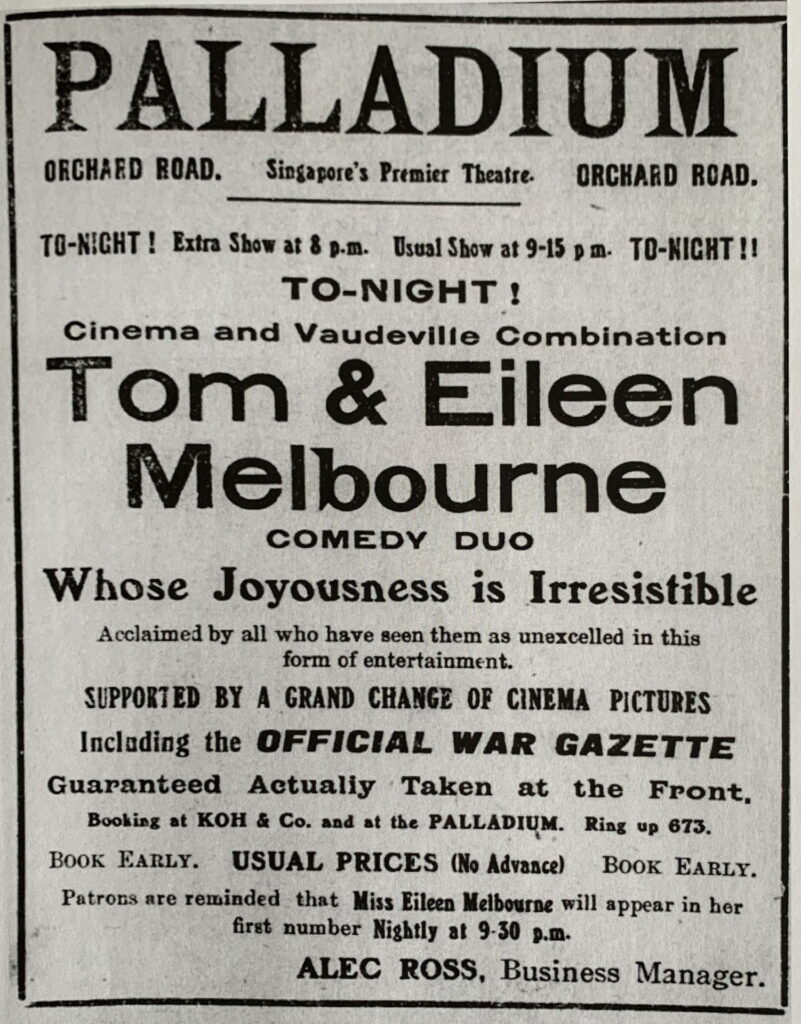 PALLADIUM
ORCHARD ROAD. Singapore's Premier Theatre. ORCHARD ROAD.
TO-NIGHT ! Extra Show at 8 p.m. Usual Show at 9-15 p m. TO-NIGHT !!
TO-NIGHT !
Cinema and Vaudeville Combination
Tom & Eileen
Melbourne
COMEDY DUO
Whose Joyousness is Irresistible
Acclaimed by all who have seen them as unexcelled in this
form of entertainment.
SUPPORTED BY A GRAND CHANGE OF CINEMA PICTURES
Including the OFFICIAL WAR GAZETTE
Guaranteed Actually Taken at the Front.
Booking at KOH & Co. and at the PALLADIUM. Ring up 673.
BOOK EARLY. USUAL PRICES (No Advance) BOOK EARLY.
Patrons are reminded that Miss Eileen Melbourne will appear in her
first number Nightly at 9-30 p.m.
ALEC ROSS, Business Manager.